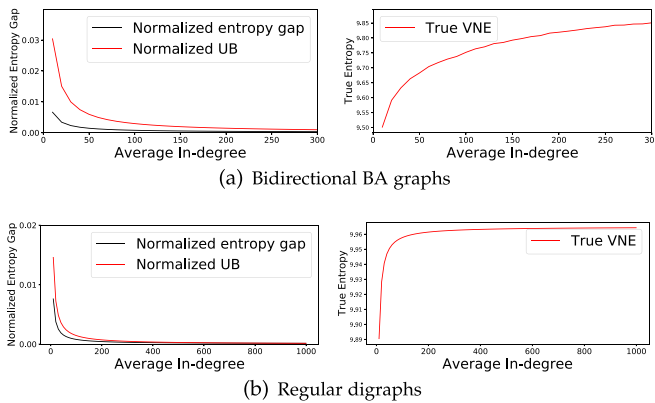 Normalized Entropy Gap
0.03
0.02
0.01
0.00
Normalized entropy gap
Normalized UB
0 50 100 150 200 250 300
Average In-degree
True Entropy
9.85
9.80
9.75
9.70
9.65
9.60
9.55
9.50
True VNE
0 50 100 150 200 250 300
Average In-degree
(a) Bidirectional BA graphs
Normalized Entropy Gap
0.02
0.01
0.00
Normalized entropy gap
Normalized UB
0 200 400 600 800 1000
Average In-degree
True Entropy
9.96
9.95
9.94
9.93
9.92
9.91
9.90
9.89
True VNE
0 200 400 600 800 1000
Average In-degree
(b) Regular digraphs